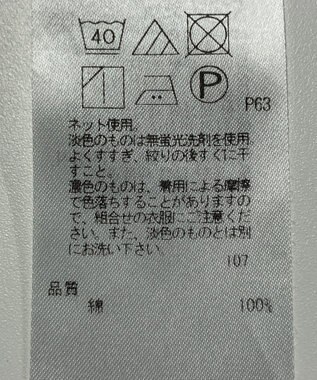 40
P
P63
ネット使用。
淡色のものは無蛍光洗剤を使用。
よくすすぎ、絞りの後すぐに干
すこと。
濃色のものは、着用による摩擦
で色落ちすることがありますの
で、組合せの衣服にご注意くだ
さい。また、淡色のものとは別
にお洗い下さい。
107
品質
綿 100%